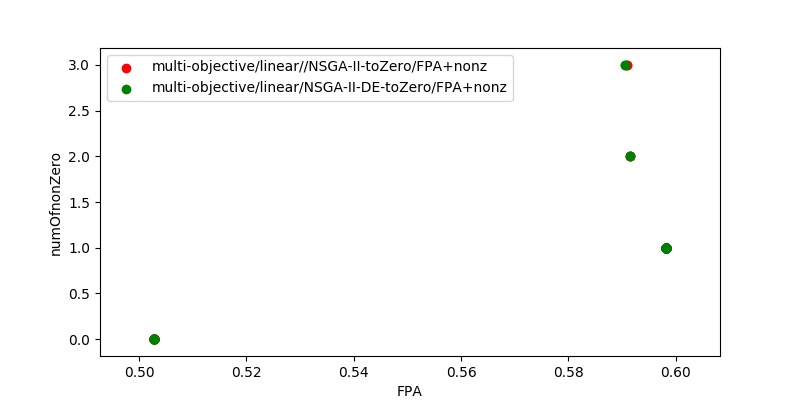 multi-objective/linear//NSGA-II-toZero/FPA+nonz
multi-objective/linear/NSGA-II-DE-toZero/FPA+nonz
3.0
2.5
2.0
1.5
1.0
0.5
0.0
numOfnonZero
0.50 0.52 0.54 0.56 0.58 0.60
FPA